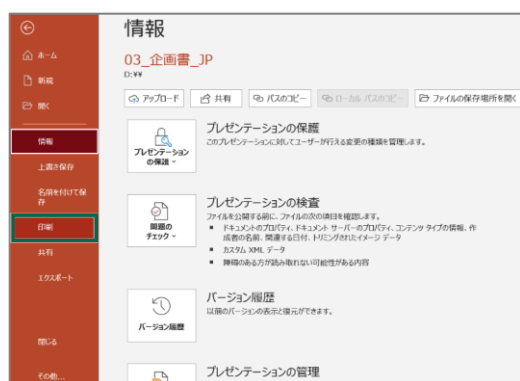 情報
03_企画書_JP
D:¥¥
ホーム
新規
開く
情報
上書き保存
名前を付けて保
存
印刷
共有
エクスポート
閉じる
その他...
アップロード
共有
パスのコピー
ローカル パスのコピー
ファイルの保存場所を開く
プレゼンテーション
の保護
プレゼンテーションの保護
このプレゼンテーションに対してユーザーが行える変更の種類を管理します。
問題の
チェック
プレゼンテーションの検査
ファイルを公開する前に、ファイルの次の項目を確認します。
ドキュメントのプロパティ、ドキュメント サーバーのプロパティ、コンテンツ タイプの情報、作
成者の名前、関連する日付、トリミングされたイメージ データ
カスタム XML データ
障碍のある方が読み取れない可能性がある内容
バージョン履歴
バージョン履歴
以前のバージョンの表示と復元ができます。
プレゼンテーションの管理